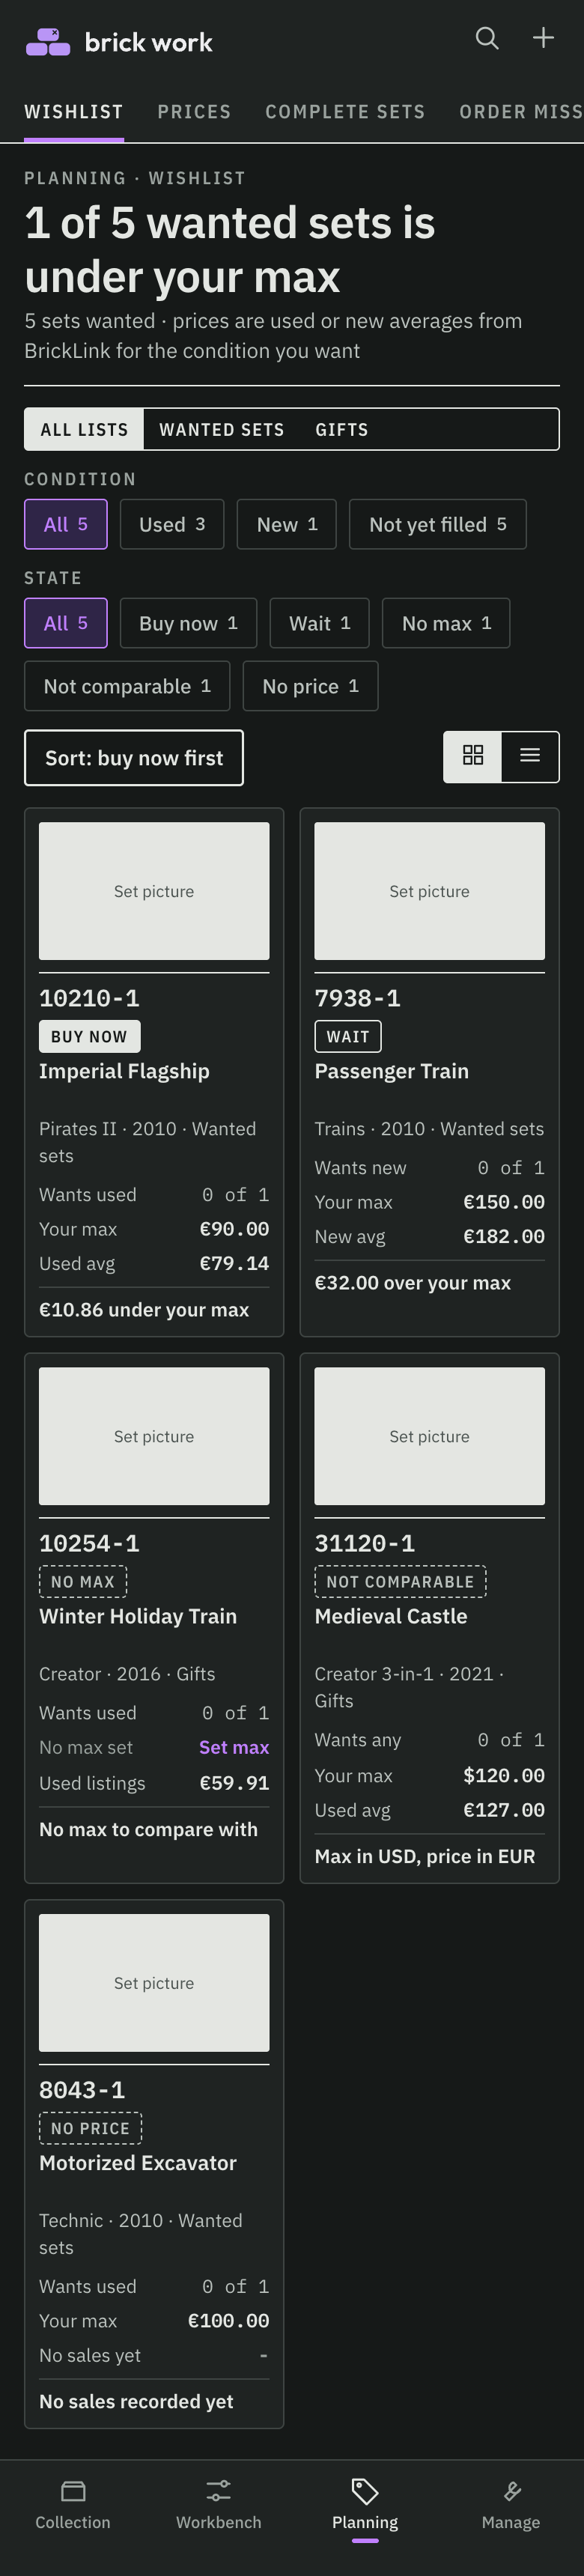 brick work
WISHLIST PRICES COMPLETE SETS ORDER MISS
PLANNING · WISHLIST
1 of 5 wanted sets is
under your max
5 sets wanted · prices are used or new averages from
BrickLink for the condition you want
ALL LISTS WANTED SETS GIFTS
CONDITION
All 5 Used 3 New 1 Not yet filled 5
STATE
All 5 Buy now 1 Wait 1 No max 1
Not comparable 1 No price 1
Sort: buy now first
Set picture
10210-1
BUY NOW
Imperial Flagship
Pirates II · 2010 · Wanted
sets
Wants used 0 of 1
Your max €90.00
Used avg €79.14
€10.86 under your max
Set picture
7938-1
WAIT
Passenger Train
Trains · 2010 · Wanted sets
Wants new 0 of 1
Your max €150.00
New avg €182.00
€32.00 over your max
Set picture
10254-1
NO MAX
Winter Holiday Train
Creator · 2016 · Gifts
Wants used 0 of 1
No max set Set max
Used listings €59.91
No max to compare with
Set picture
31120-1
NOT COMPARABLE
Medieval Castle
Creator 3-in-1 · 2021 ·
Gifts
Wants any 0 of 1
Your max $120.00
Used avg €127.00
Max in USD, price in EUR
Set picture
8043-1
NO PRICE
Motorized Excavator
Technic · 2010 · Wanted
sets
Wants used 0 of 1
Your max €100.00
No sales yet -
No sales recorded yet
Collection Workbench Planning Manage